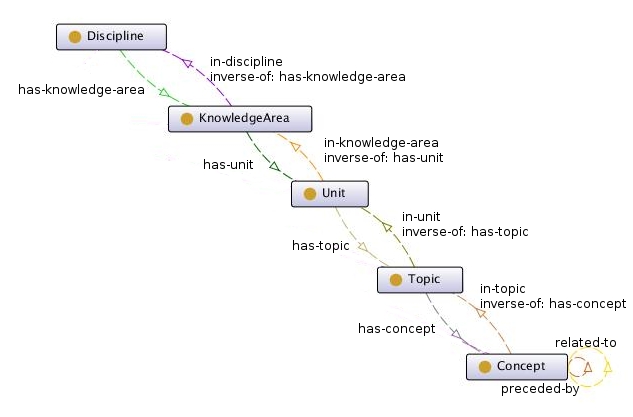 Discipline
in-discipline
inverse-of: has-knowledge-area
has-knowledge-area
KnowledgeArea
in-knowledge-area
inverse-of: has-unit
has-unit
Unit
in-unit
inverse-of: has-topic
has-topic
Topic
in-topic
inverse-of: has-concept
has-concept
related-to
Concept
preceded-by